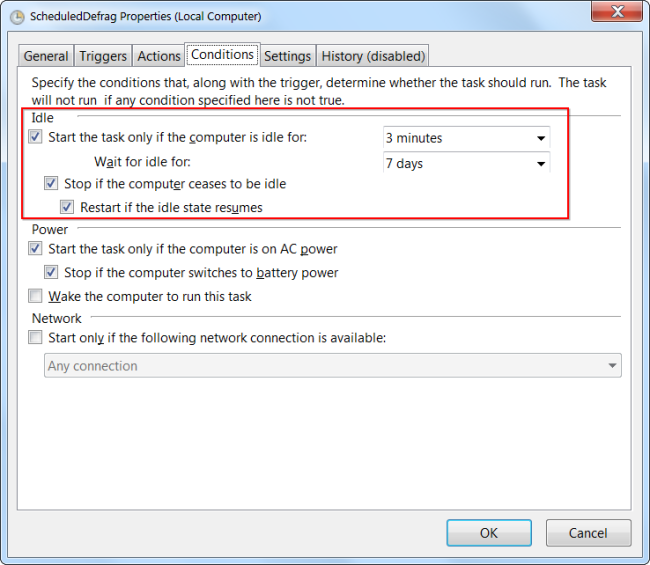 ScheduledDefrag Properties (Local Computer)
General Triggers Actions Conditions Settings History (disabled)
Specify the conditions that, along with the trigger, determine whether the task should run. The task
will not run if any condition specified here is not true.
Idle
Start the task only if the computer is idle for: 3 minutes
Wait for idle for: 7 days
Stop if the computer ceases to be idle
Restart if the idle state resumes
Power
Start the task only if the computer is on AC power
Stop if the computer switches to battery power
Wake the computer to run this task
Network
Start only if the following network connection is available:
Any connection
OK Cancel